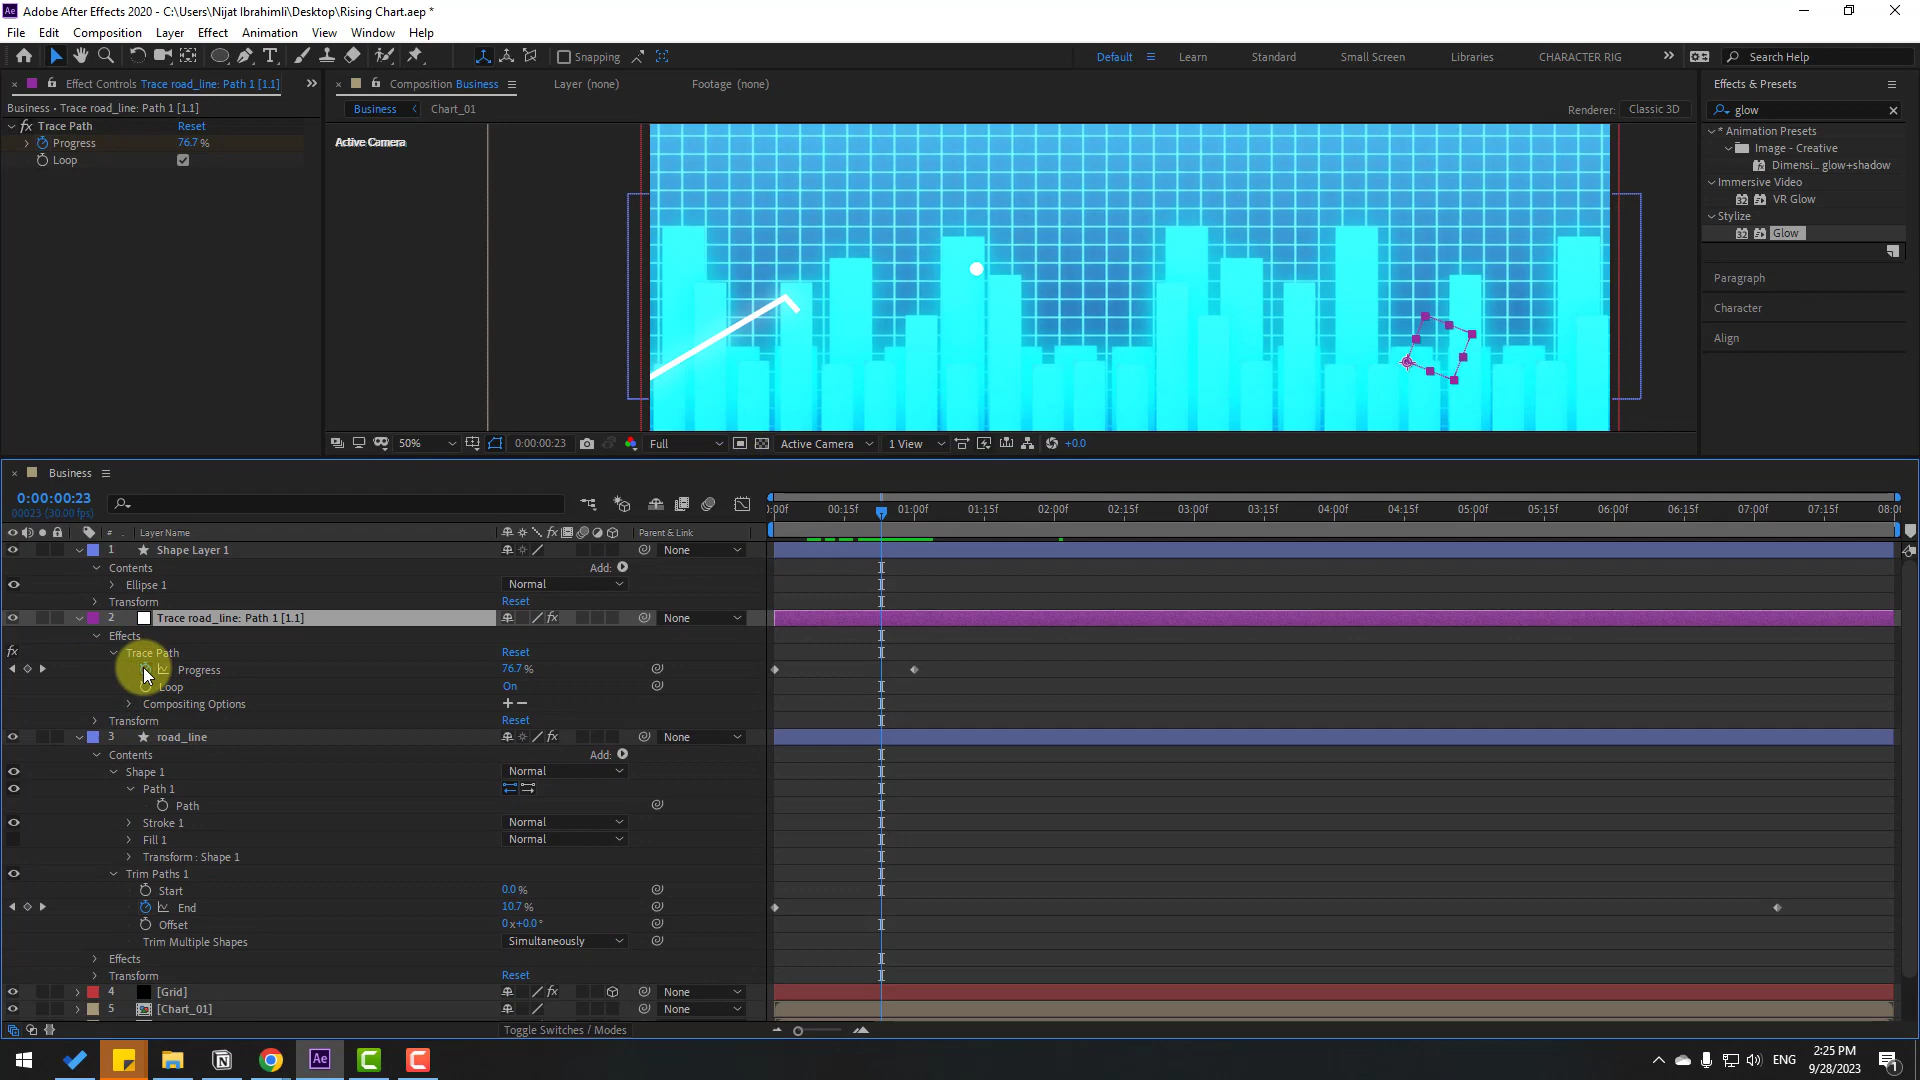 Adobe After Effects 2020 - C:\Users\Nijat Ibrahimli\Desktop\Rising Chart.aep *
File Edit Composition Layer Effect Animation View Window Help
Snapping
Default Learn Standard Small Screen Libraries CHARACTER RIG Search Help
Effect Controls Trace road_line: Path 1 [1.1]
Composition Business Layer (none) Footage (none)
Effects & Presets
Business • Trace road_line: Path 1 [1.1]
Business Chart_01
Renderer: Classic 3D
glow
fx Trace Path Reset
Progress 76.7 %
Loop
Active Camera
* Animation Presets
Image - Creative
Dimensi... glow+shadow
Immersive Video
VR Glow
Stylize
Glow
Paragraph
Character
Align
50% 0:00:00:23 Full Active Camera 1 View +0.0
Business
0:00:00:23
00023 (30.00 fps)
:00f 00:15f 01:00f 01:15f 02:00f 02:15f 03:00f 03:15f 04:00f 04:15f 05:00f 05:15f 06:00f 06:15f 07:00f 07:15f 08:00
# Layer Name Parent & Link
1 Shape Layer 1 None
Contents Add:
Ellipse 1 Normal
Transform Reset
2 Trace road_line: Path 1 [1.1] fx None
Effects
fx Trace Path Reset
Progress 76.7 %
Loop On
Compositing Options + −
Transform Reset
3 road_line fx None
Contents Add:
Shape 1 Normal
Path 1
Path
Stroke 1 Normal
Fill 1 Normal
Transform : Shape 1
Trim Paths 1
Start 0.0 %
End 10.7 %
Offset 0 x+0.0 °
Trim Multiple Shapes Simultaneously
Effects
Transform Reset
4 [Grid] fx None
5 [Chart_01] None
Toggle Switches / Modes
ENG
2:25 PM
9/28/2023
1